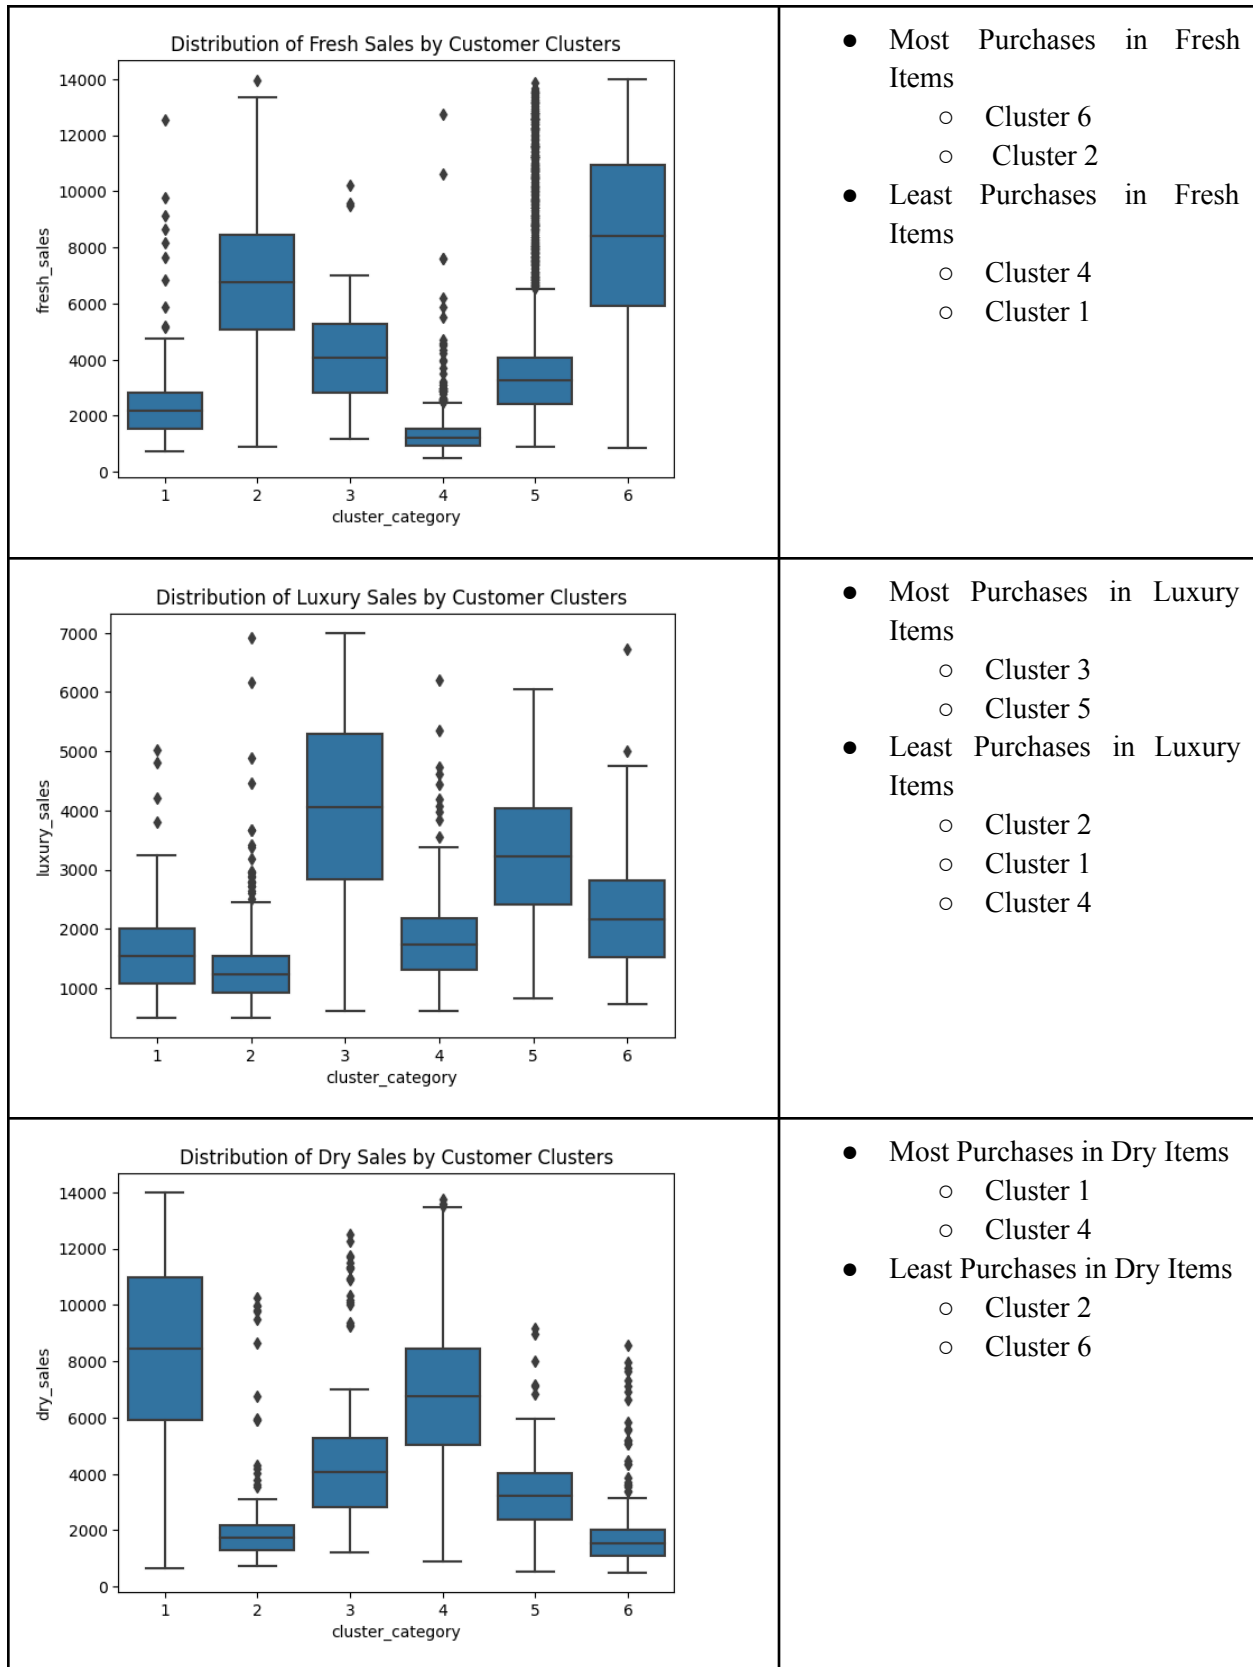 Distribution of Fresh Sales by Customer Clusters
14000
12000
10000
8000
6000
4000
2000
0
fresh_sales
1 2 3 4 5 6
cluster_category
● Most Purchases in Fresh
Items
○ Cluster 6
○ Cluster 2
● Least Purchases in Fresh
Items
○ Cluster 4
○ Cluster 1
Distribution of Luxury Sales by Customer Clusters
7000
6000
5000
4000
3000
2000
1000
luxury_sales
1 2 3 4 5 6
cluster_category
● Most Purchases in Luxury
Items
○ Cluster 3
○ Cluster 5
● Least Purchases in Luxury
Items
○ Cluster 2
○ Cluster 1
○ Cluster 4
Distribution of Dry Sales by Customer Clusters
14000
12000
10000
8000
6000
4000
2000
0
dry_sales
1 2 3 4 5 6
cluster_category
● Most Purchases in Dry Items
○ Cluster 1
○ Cluster 4
● Least Purchases in Dry Items
○ Cluster 2
○ Cluster 6